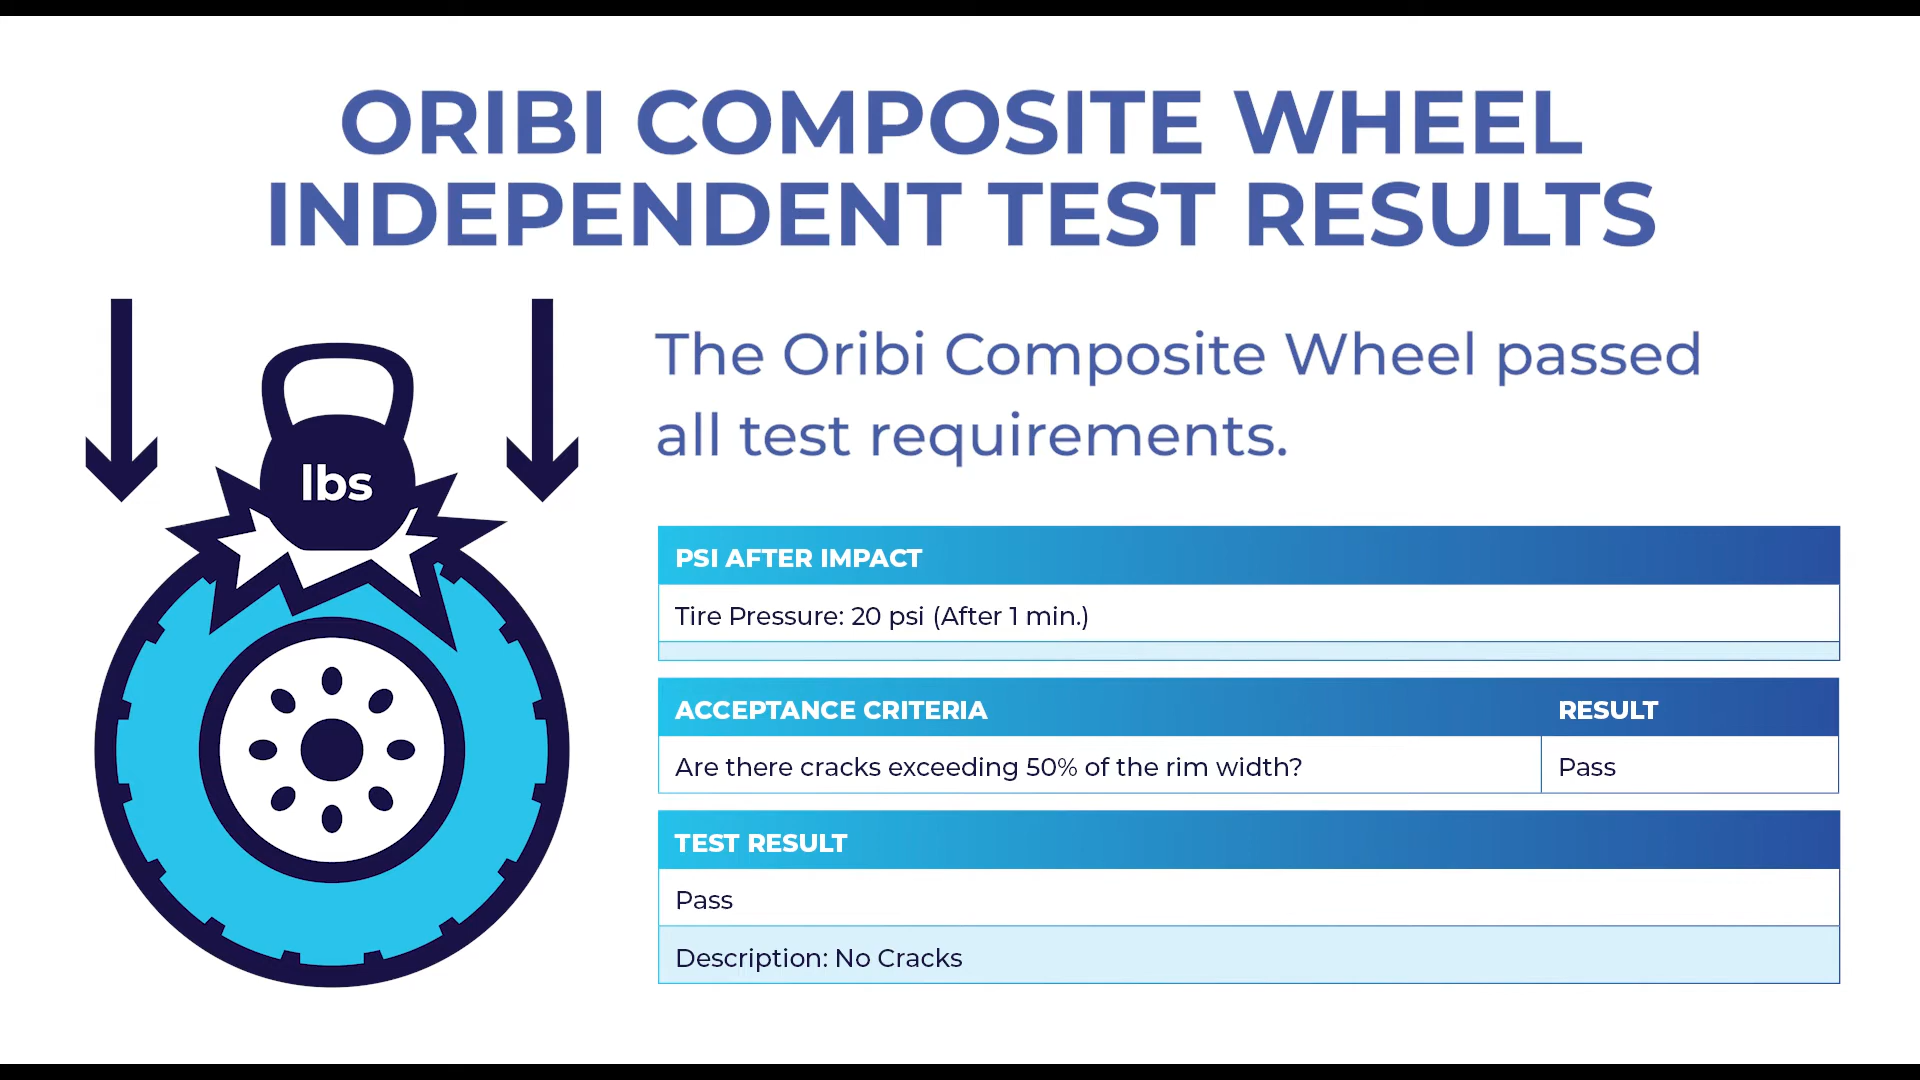 ORIBI COMPOSITE WHEEL
INDEPENDENT TEST RESULTS
lbs
The Oribi Composite Wheel passed
all test requirements.
PSI AFTER IMPACT
Tire Pressure: 20 psi (After 1 min.)
ACCEPTANCE CRITERIA RESULT
Are there cracks exceeding 50% of the rim width? Pass
TEST RESULT
Pass
Description: No Cracks